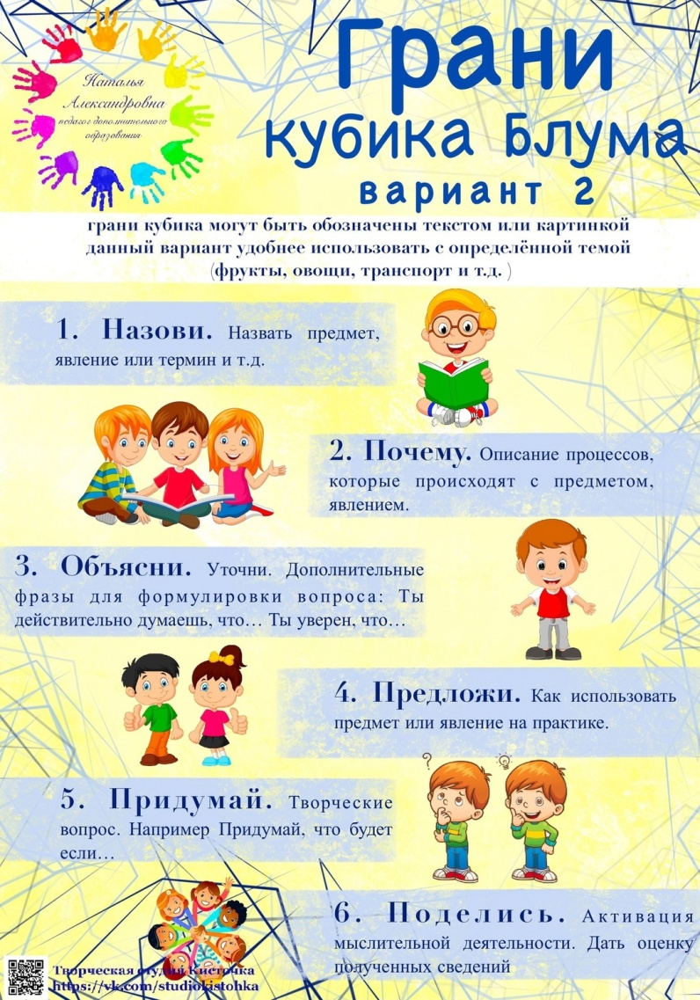 Наталья
Александровна
педагог дополнительного
образования
Грани
кубика Блума
вариант 2
грани кубика могут быть обозначены текстом или картинкой
данный вариант удобнее использовать с определённой темой
(фрукты, овощи, транспорт и т.д. )
1. Назови. Назвать предмет,
явление или термин и т.д.
2. Почему. Описание процессов,
которые происходят с предметом,
явлением.
3. Объясни. Уточни. Дополнительные
фразы для формулировки вопроса: Ты
действительно думаешь, что… Ты уверен, что…
4. Предложи. Как использовать
предмет или явление на практике.
5. Придумай. Творческие
вопрос. Например Придумай, что будет
если…
?
6. Поделись. Активация
мыслительной деятельности. Дать оценку
полученных сведений
Творческая студия Кисточка
https://vk.com/studiokistohka